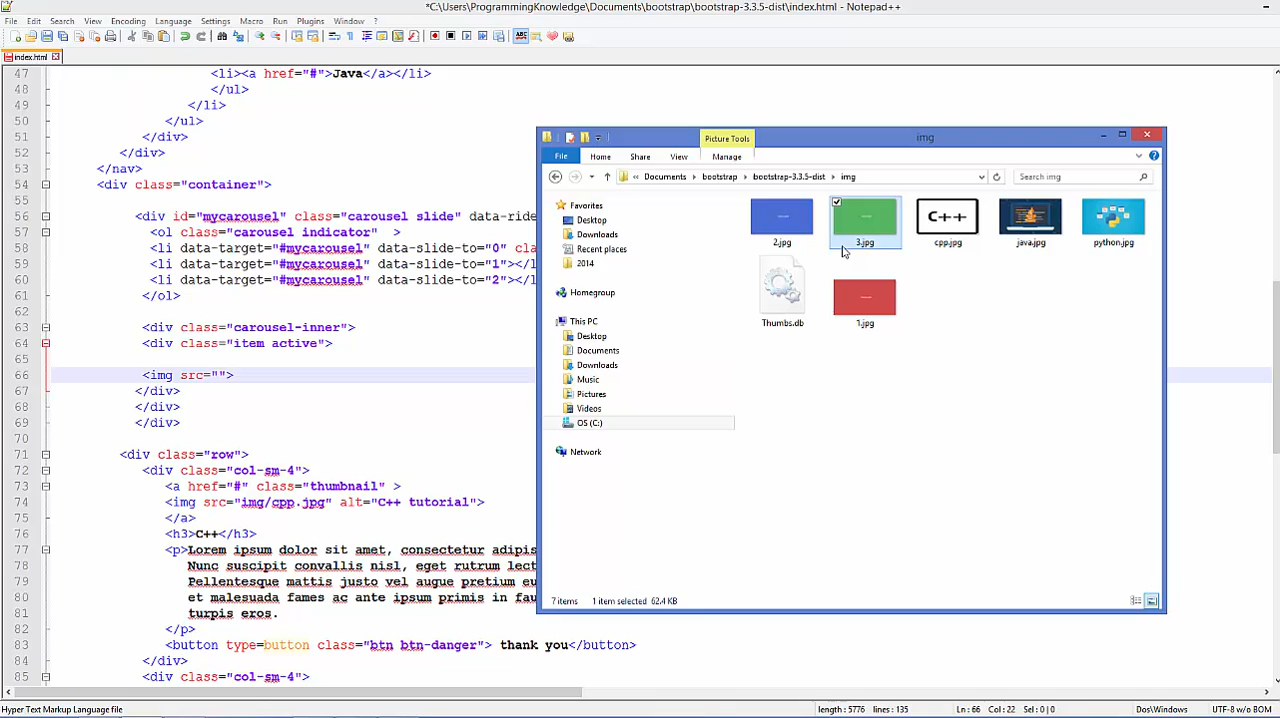 *C:\Users\ProgrammingKnowledge\Documents\bootstrap\bootstrap-3.3.5-dist\index.html - Notepad++
File Edit Search View Encoding Language Settings Macro Run Plugins Window ?
index.html
47 <li><a href="#">Java</a></li>
48 </ul>
49 </li>
50 </ul>
51 </div>
52 </div>
53 </nav>
54 <div class="container">
55
56 <div id="mycarousel" class="carousel slide" data-ride
57 <ol class="carousel indicator" >
58 <li data-target="#mycarousel" data-slide-to="0"
59 <li data-target="#mycarousel" data-slide-to="1"></
60 <li data-target="#mycarousel" data-slide-to="2"></
61 </ol>
62
63 <div class="carousel-inner">
64 <div class="item active">
65
66 <img src="">
67 </div>
68 </div>
69 </div>
70
71 <div class="row">
72 <div class="col-sm-4">
73 <a href="#" class="thumbnail" >
74 <img src="img/cpp.jpg" alt="C++ tutorial">
75 </a>
76 <h3>C++</h3>
77 <p>Lorem ipsum dolor sit amet, consectetur adipis
78 Nunc suscipit convallis nisl, eget rutrum lect
79 Pellentesque mattis justo vel augue pretium eu
80 et malesuada fames ac ante ipsum primis in fau
81 turpis eros.
82 </p>
83 <button type=button class="btn btn-danger"> thank you</button>
84 </div>
85 <div class="col-sm-4">
Picture Tools
img
File Home Share View Manage
« Documents bootstrap bootstrap-3.3.5-dist img
Search img
Favorites
Desktop
Downloads
Recent places
2014
Homegroup
This PC
Desktop
Documents
Downloads
Music
Pictures
Videos
OS (C:)
Network
C++
2.jpg 3.jpg cpp.jpg java.jpg python.jpg
Thumbs.db 1.jpg
7 items 1 item selected 62.4 KB
Hyper Text Markup Language file length : 5776 lines : 135 Ln : 66 Col : 22 Sel : 0 | 0 Dos\Windows UTF-8 w/o BOM